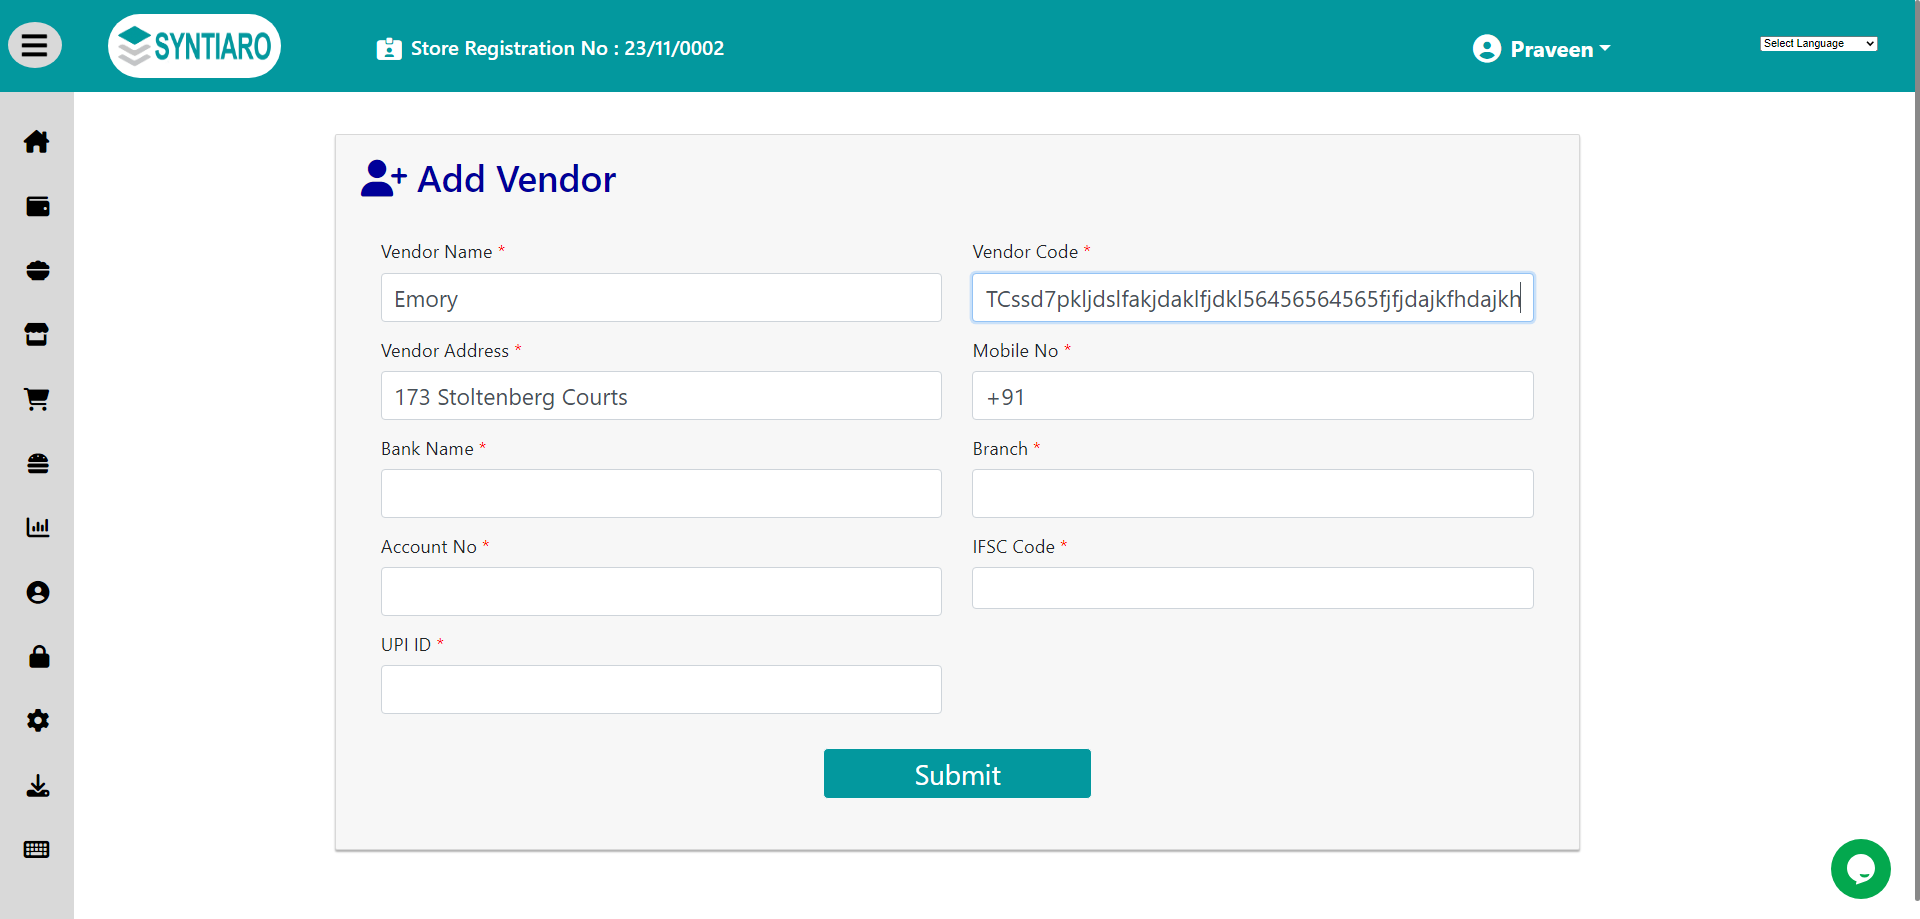 SYNTIARO
Store Registration No : 23/11/0002
Praveen
Select Language
Add Vendor
Vendor Name *
Vendor Code *
Emory
TCssd7pkljdslfakjdaklfjdkl56456564565fjfjdajkfhdajkh
Vendor Address *
Mobile No *
173 Stoltenberg Courts
+91
Bank Name *
Branch *
Account No *
IFSC Code *
UPI ID *
Submit